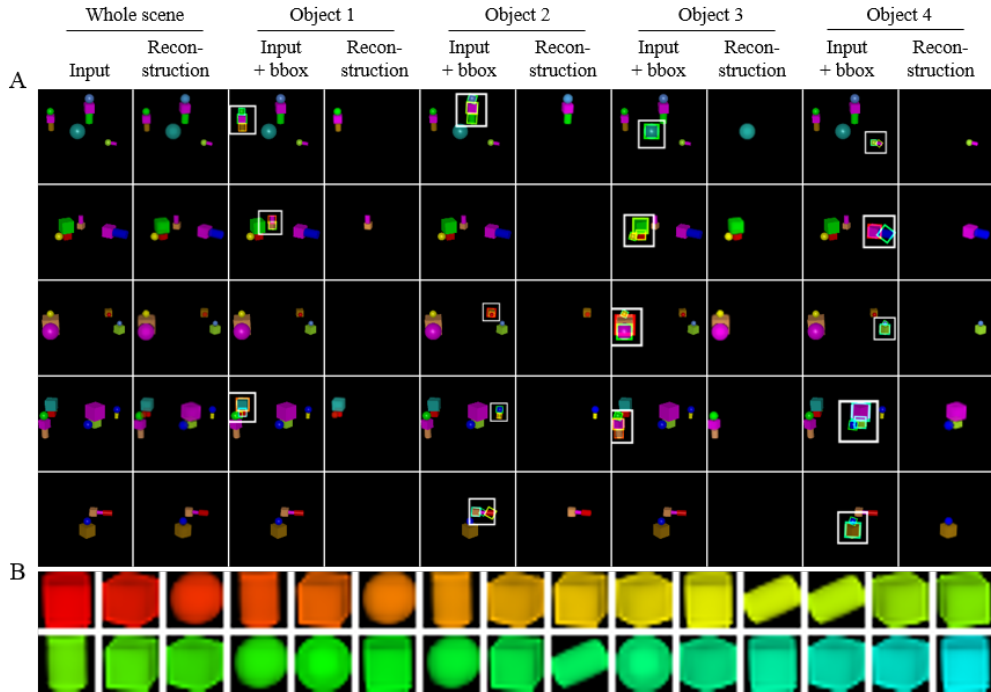 Whole scene Object 1 Object 2 Object 3 Object 4
Recon- Input Recon- Input Recon- Input Recon- Input Recon-
Input struction + bbox struction + bbox struction + bbox struction + bbox struction
A
B